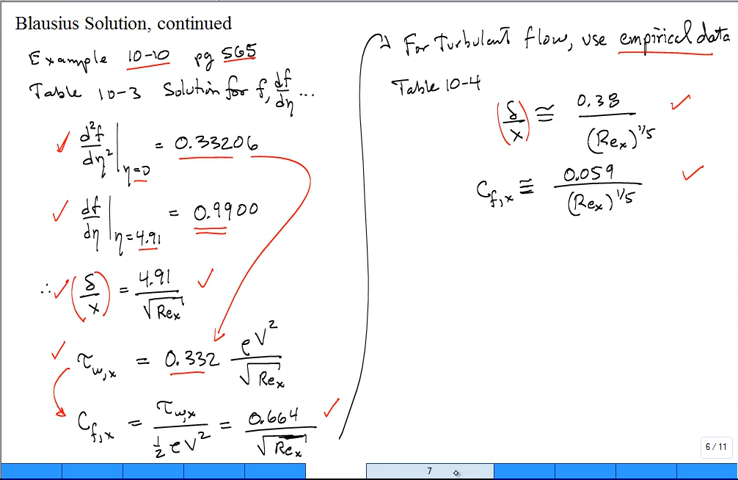 Blausius Solution, continued
Example 10-10 pg 565
Table 10-3 Solution for f, df/dη ...
d²f/dη² |η=0 = 0.33206
df/dη |η=4.91 = 0.9900
∴ (δ/x) = 4.91/√Rex
τw,x = 0.332 ρV²/√Rex
Cf,x = τw,x / ½ρV² = 0.664/√Rex
→ For Turbulent flow, use empirical data
Table 10-4
(δ/x) ≅ 0.38/(Rex)^1/5
Cf,x ≅ 0.059/(Rex)^1/5
6 / 11
7